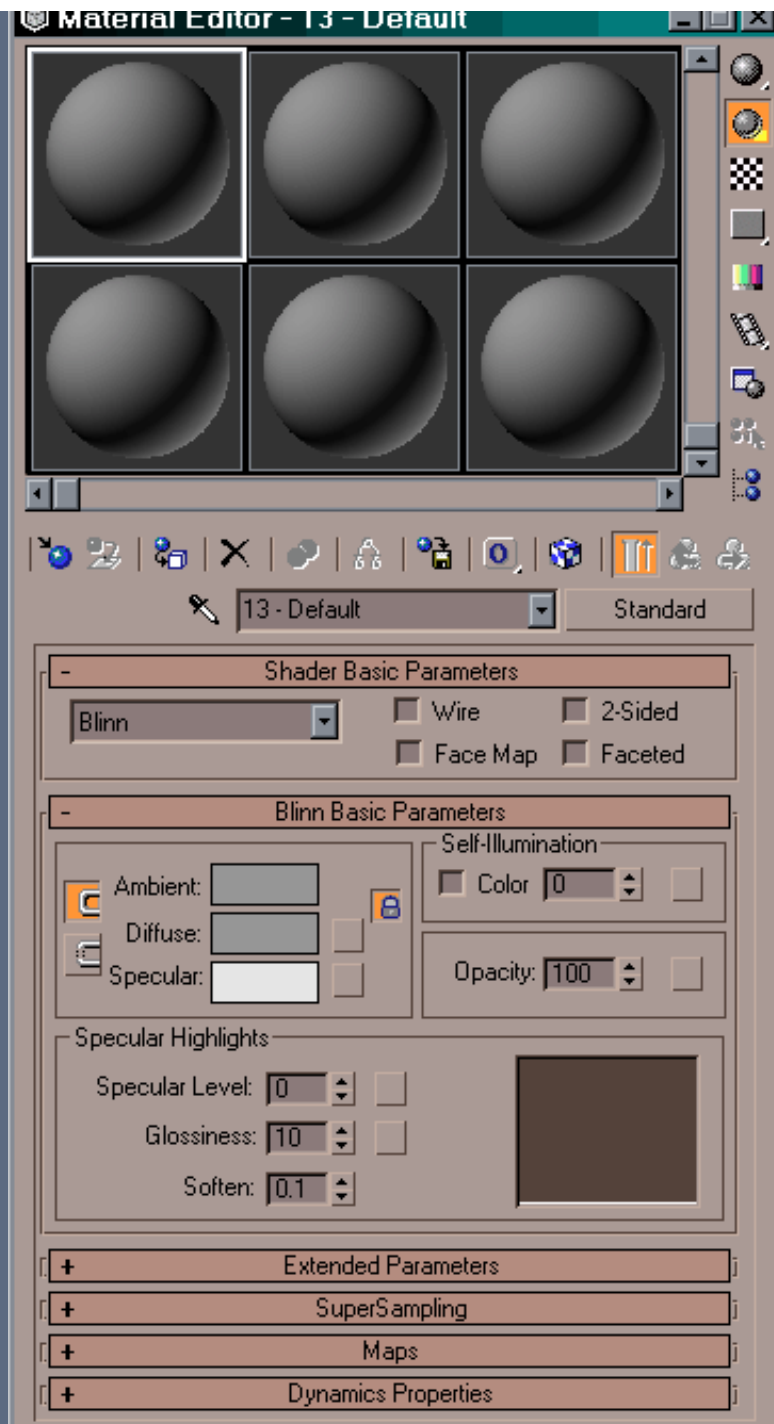 Material Editor - 13 - Default
13 - Default
Standard
- Shader Basic Parameters
Blinn
Wire
2-Sided
Face Map
Faceted
- Blinn Basic Parameters
Self-Illumination
Ambient:
Color 0
Diffuse:
Specular:
Opacity: 100
Specular Highlights
Specular Level: 0
Glossiness: 10
Soften: 0.1
+ Extended Parameters
+ SuperSampling
+ Maps
+ Dynamics Properties